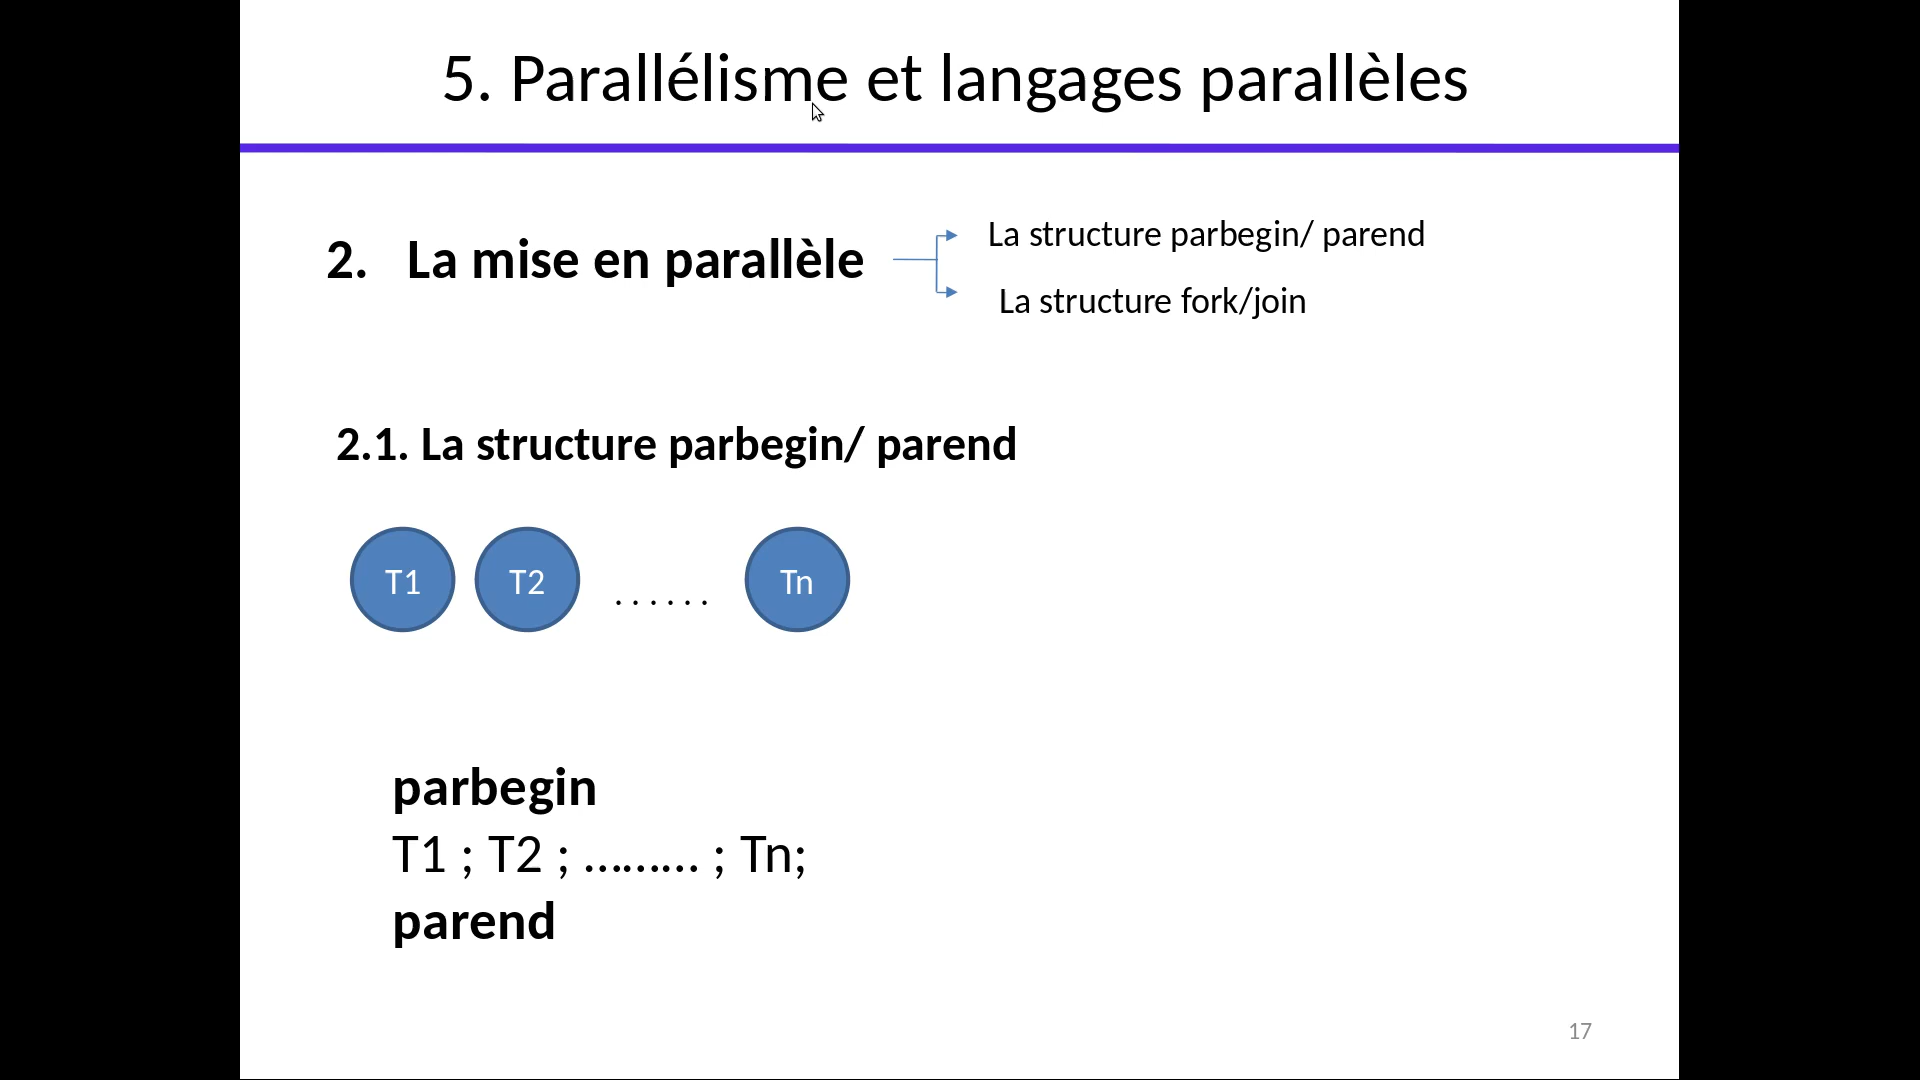 5. Parallélisme et langages parallèles
2. La mise en parallèle
La structure parbegin/ parend
La structure fork/join
2.1. La structure parbegin/ parend
T1 T2 . . . . . . Tn
parbegin
T1 ; T2 ; ……… ; Tn;
parend
17